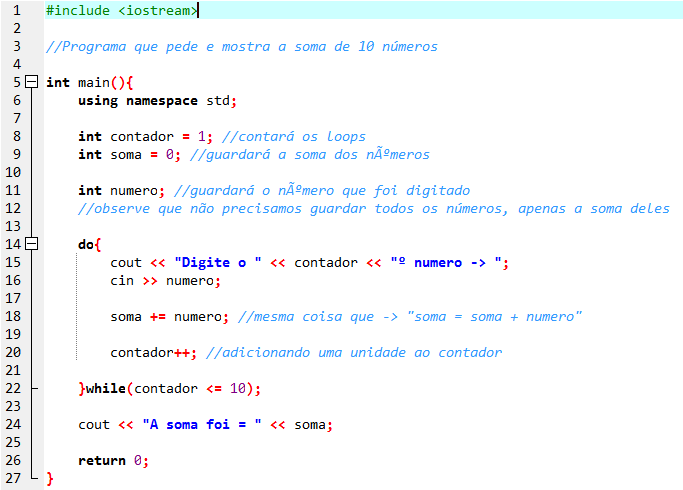 1 #include <iostream>
2
3 //Programa que pede e mostra a soma de 10 números
4
5 int main(){
6 using namespace std;
7
8 int contador = 1; //contará os loops
9 int soma = 0; //guardará a soma dos nÃºmeros
10
11 int numero; //guardará o nÃºmero que foi digitado
12 //observe que não precisamos guardar todos os números, apenas a soma deles
13
14 do{
15 cout << "Digite o " << contador << "º numero -> ";
16 cin >> numero;
17
18 soma += numero; //mesma coisa que -> "soma = soma + numero"
19
20 contador++; //adicionando uma unidade ao contador
21
22 }while(contador <= 10);
23
24 cout << "A soma foi = " << soma;
25
26 return 0;
27 }